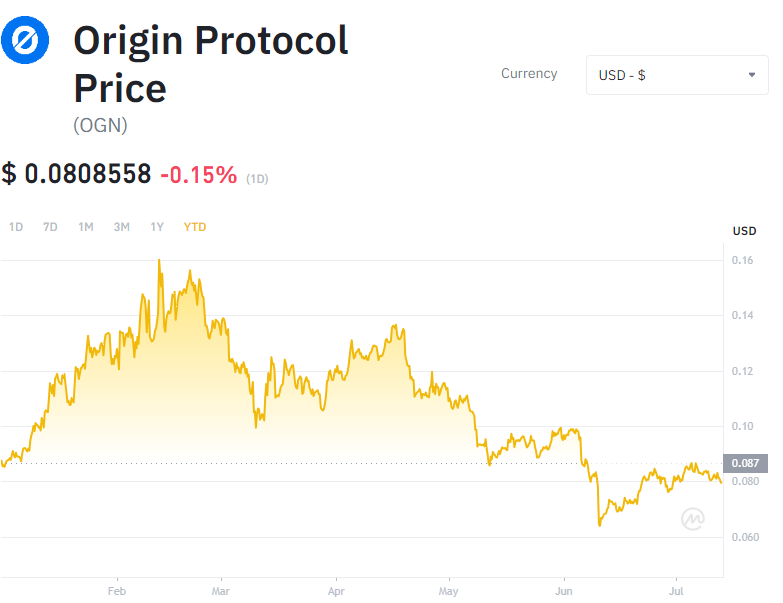 Origin Protocol
Price
(OGN)
Currency
USD - $
$ 0.0808558 -0.15% (1D)
1D 7D 1M 3M 1Y YTD
USD
0.16
0.14
0.12
0.10
0.087
0.080
0.060
Feb Mar Apr May Jun Jul